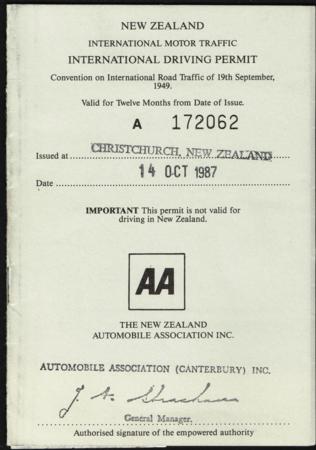 NEW ZEALAND
INTERNATIONAL MOTOR TRAFFIC
INTERNATIONAL DRIVING PERMIT
Convention on International Road Traffic of 19th September,
1949.
Valid for Twelve Months from Date of Issue.
A 172062
Issued at CHRISTCHURCH, NEW ZEALAND
14 OCT 1987
Date
IMPORTANT This permit is not valid for
driving in New Zealand.
AA
THE NEW ZEALAND
AUTOMOBILE ASSOCIATION INC.
AUTOMOBILE ASSOCIATION (CANTERBURY) INC.
General Manager.
Authorised signature of the empowered authority